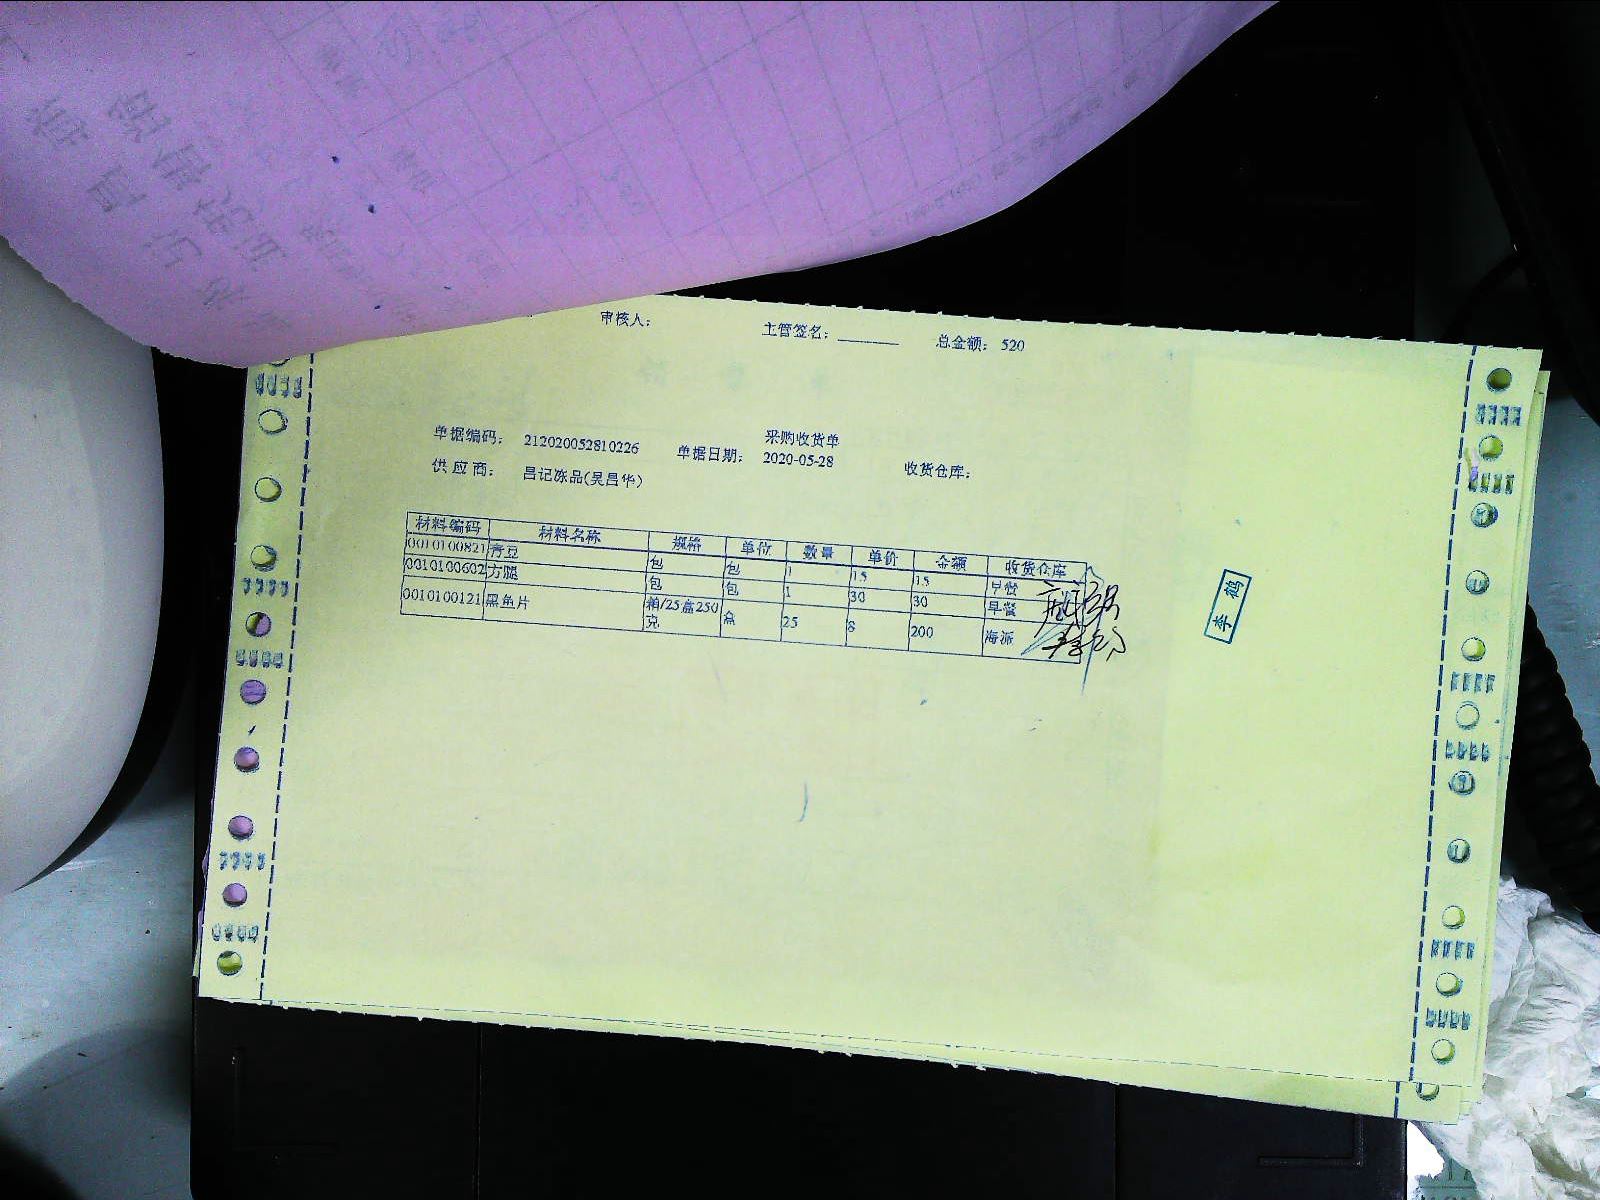 审核人： 主管签名：________ 总金额： 520
采购收货单
单据编码： 212020052810226 单据日期： 2020-05-28 收货仓库：
供应商： 昌记冻品(吴昌华)
材料编码 材料名称 规格 单位 数量 单价 金额 收货仓库
0010100821 青豆 包 包 1 15 15 早餐
0010100602 方腿 包 包 1 30 30 早餐
0010100121 黑鱼片 箱/25盒250克 盒 25 8 200 海派
李鹤